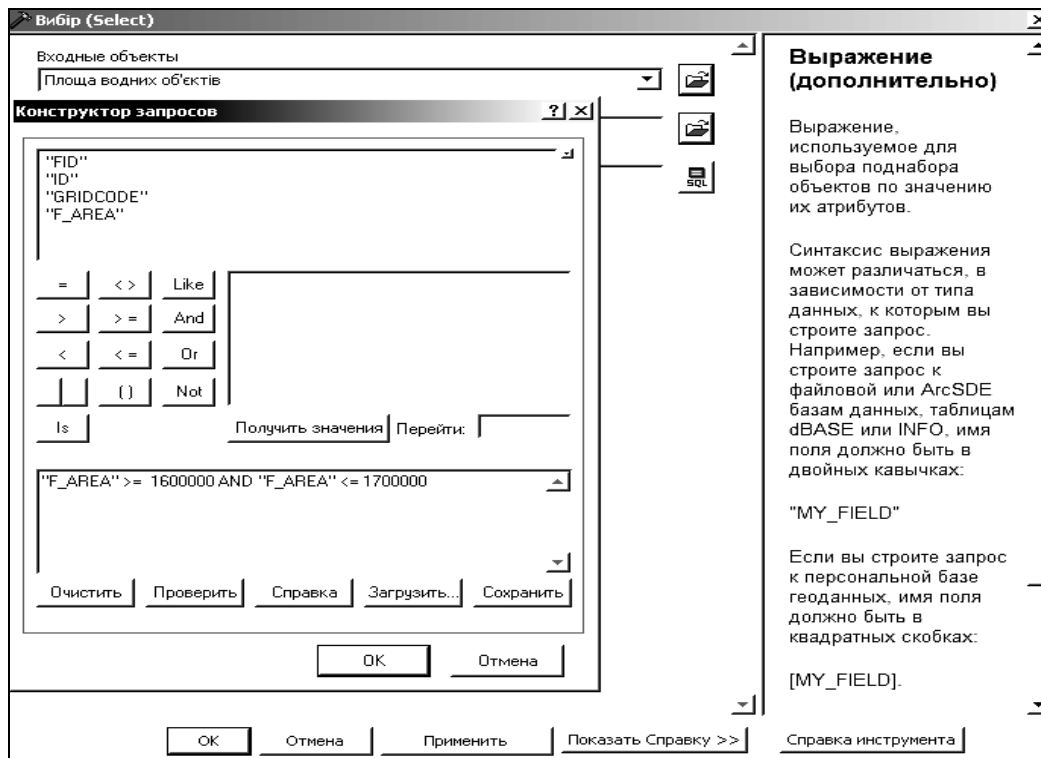 Вибір (Select)
Входные объекты
Площа водних об'єктів
SQL
Конструктор запросов
"FID"
"ID"
"GRIDCODE"
"F_AREA"
= < > Like
> > = And
< < = Or
( ) Not
Is
Получить значения Перейти:
"F_AREA" >= 1600000 AND "F_AREA" <= 1700000
Очистить Проверить Справка Загрузить... Сохранить
OK Отмена
OK Отмена Применить Показать Справку >> Справка инструмента
Выражение
(дополнительно)
Выражение,
используемое для
выбора поднабора
объектов по значению
их атрибутов.
Синтаксис выражения
может различаться, в
зависимости от типа
данных, к которым вы
строите запрос.
Например, если вы
строите запрос к
файловой или ArcSDE
базам данных, таблицам
dBASE или INFO, имя
поля должно быть в
двойных кавычках:
"MY_FIELD"
Если вы строите запрос
к персональной базе
геоданных, имя поля
должно быть в
квадратных скобках:
[MY_FIELD].